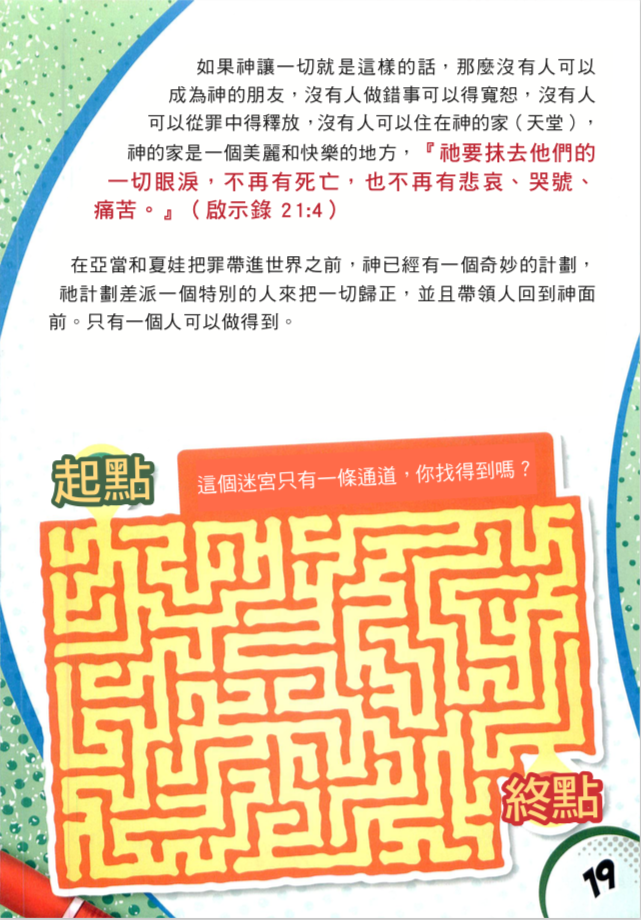 如果神讓一切就是這樣的話，那麼沒有人可以
成為神的朋友，沒有人做錯事可以得寬恕，沒有人
可以從罪中得釋放，沒有人可以住在神的家（天堂），
神的家是一個美麗和快樂的地方，『祂要抹去他們的
一切眼淚，不再有死亡，也不再有悲哀、哭號、
痛苦。』（啟示錄 21:4）
在亞當和夏娃把罪帶進世界之前，神已經有一個奇妙的計劃，
祂計劃差派一個特別的人來把一切歸正，並且帶領人回到神面
前。只有一個人可以做得到。
起點
這個迷宮只有一條通道，你找得到嗎？
終點
19